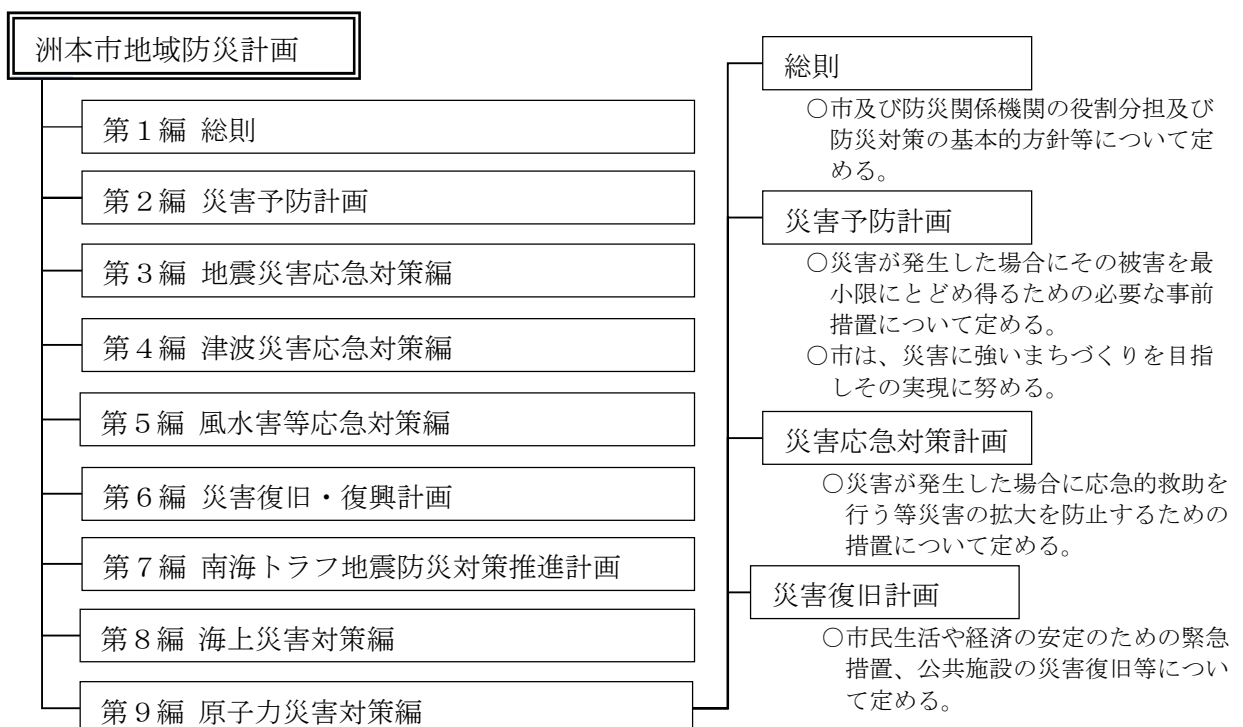 洲本市地域防災計画
第１編 総則
第２編 災害予防計画
第３編 地震災害応急対策編
第４編 津波災害応急対策編
第５編 風水害等応急対策編
第６編 災害復旧・復興計画
第７編 南海トラフ地震防災対策推進計画
第８編 海上災害対策編
第９編 原子力災害対策編
総則
○市及び防災関係機関の役割分担及び
防災対策の基本的方針等について定
める。
災害予防計画
○災害が発生した場合にその被害を最
小限にとどめ得るための必要な事前
措置について定める。
○市は、災害に強いまちづくりを目指
しその実現に努める。
災害応急対策計画
○災害が発生した場合に応急的救助を
行う等災害の拡大を防止するための
措置について定める。
災害復旧計画
○市民生活や経済の安定のための緊急
措置、公共施設の災害復旧等につい
て定める。